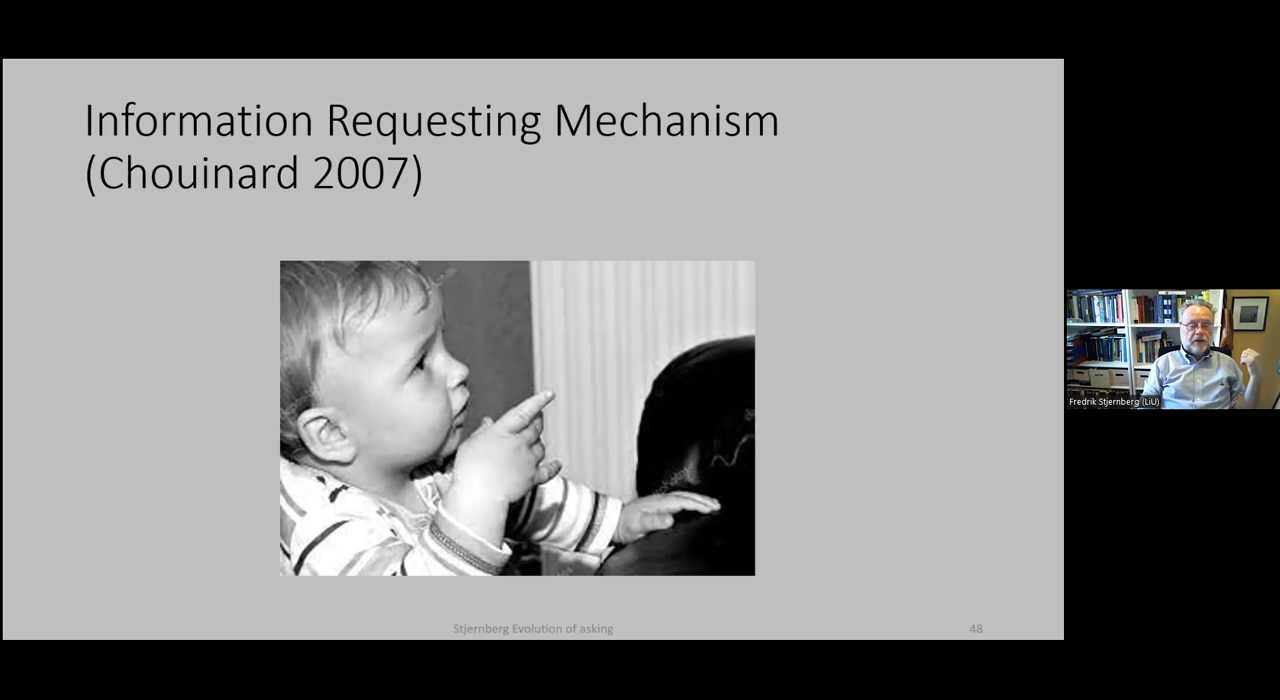 Information Requesting Mechanism
(Chouinard 2007)
Stjernberg Evolution of asking
48
Fredrik Stjernberg (LiU)